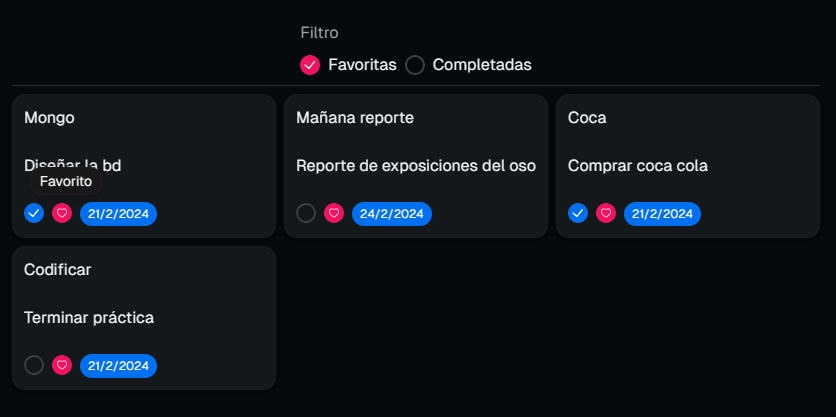 Filtro
Favoritas Completadas
Mongo
Diseñar la bd
Favorito
21/2/2024
Mañana reporte
Reporte de exposiciones del oso
24/2/2024
Coca
Comprar coca cola
21/2/2024
Codificar
Terminar práctica
21/2/2024